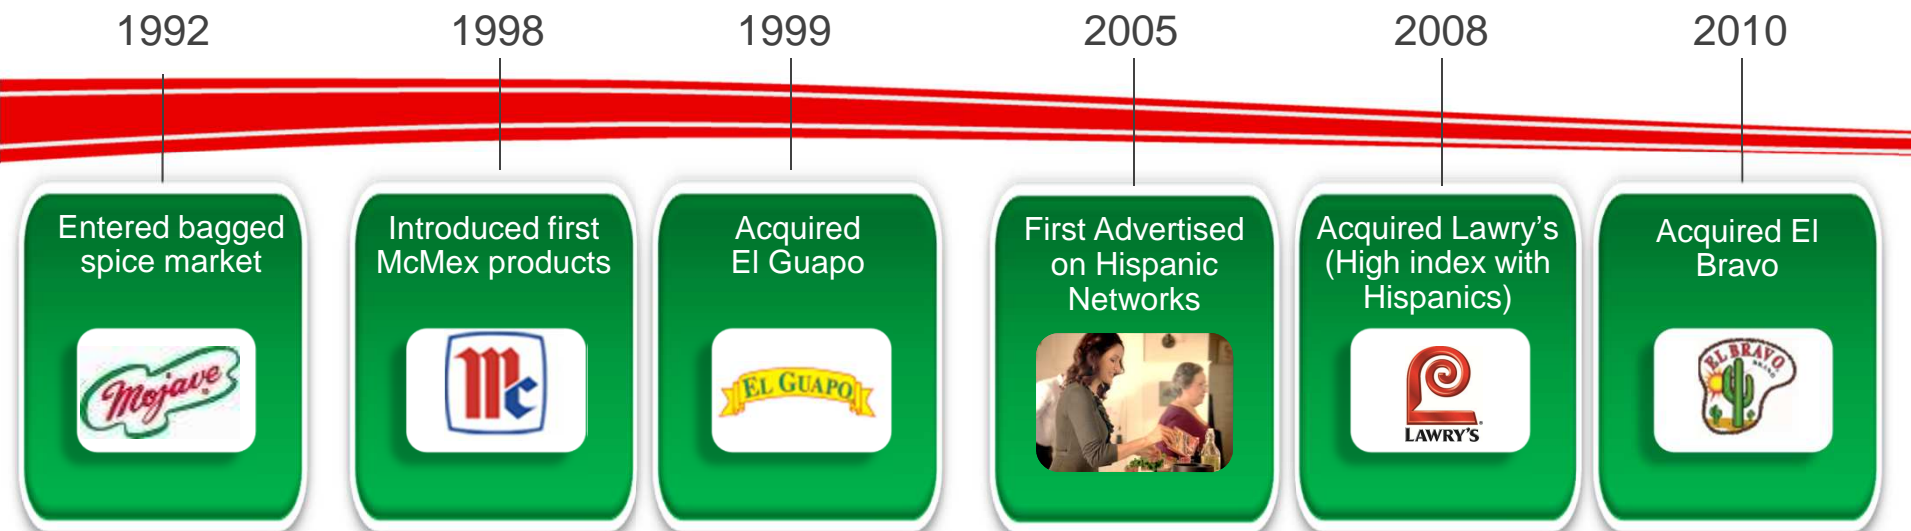 1992
1998
1999
2005
2008
2010
Entered bagged
spice market
Mojave
Introduced first
McMex products
Mc
Acquired
El Guapo
EL GUAPO
First Advertised
on Hispanic
Networks
Acquired Lawry’s
(High index with
Hispanics)
LAWRY'S
Acquired El
Bravo
EL BRAVO
BRAND